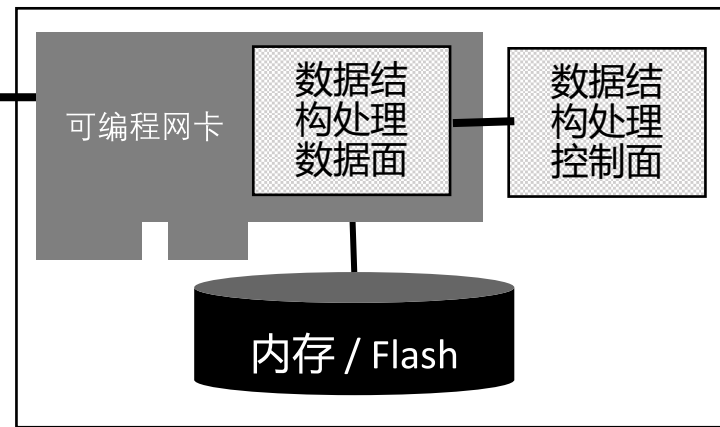 可编程网卡
数据结
构处理
数据面
数据结
构处理
控制面
内存 / Flash